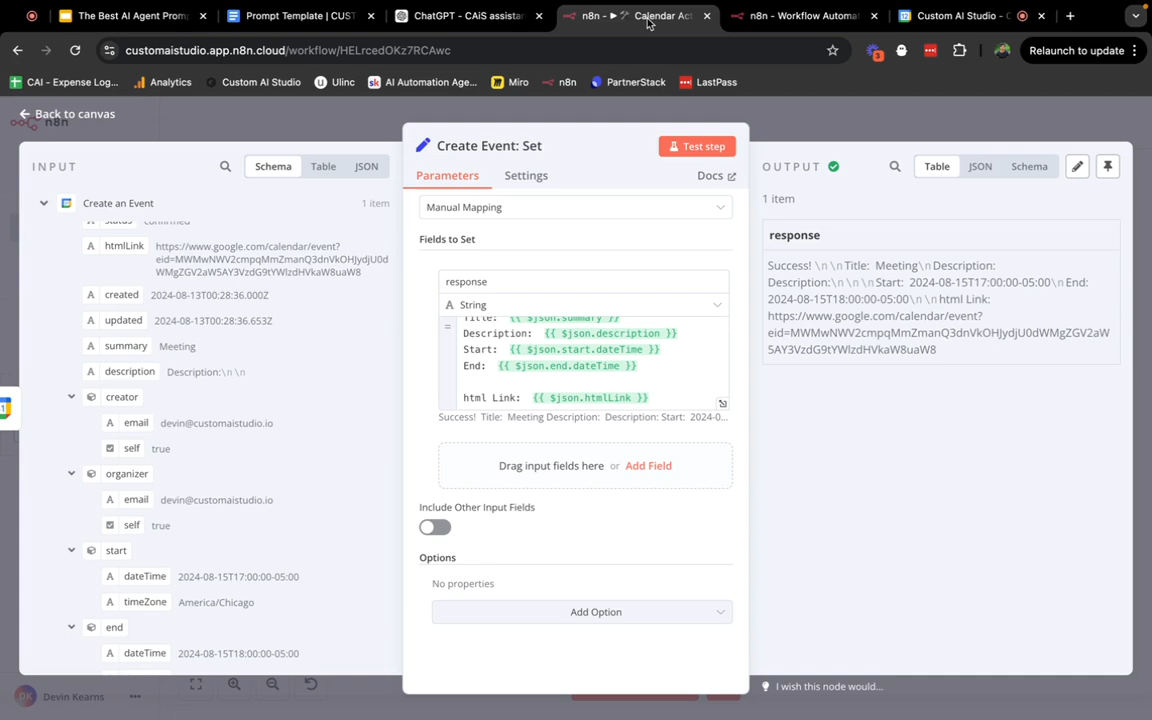 The Best AI Agent Prom
Prompt Template | CUST
ChatGPT - CAiS assistan
n8n - ▶ Calendar Act
n8n - Workflow Automa
Custom AI Studio - C
customaistudio.app.n8n.cloud/workflow/HELrcedOKz7RCAwc
3
Relaunch to update
CAI - Expense Log...
Analytics
Custom AI Studio
Ulinc
AI Automation Age...
Miro
n8n
PartnerStack
LastPass
Back to canvas
n8n
INPUT
Schema
Table
JSON
Create an Event
1 item
status confirmed
htmlLink
https://www.google.com/calendar/event?
eid=MWMwNWV2cmpqMmZmanQ3dnVkOHJydjU0d
WMgZGV2aW5AY3VzdG9tYWlzdHVkaW8uaW8
created 2024-08-13T00:28:36.000Z
updated 2024-08-13T00:28:36.653Z
summary Meeting
description Description:\n \n
creator
email devin@customaistudio.io
self true
organizer
email devin@customaistudio.io
self true
start
dateTime 2024-08-15T17:00:00-05:00
timeZone America/Chicago
end
dateTime 2024-08-15T18:00:00-05:00
Devin Kearns
Create Event: Set
Test step
Parameters
Settings
Docs
Manual Mapping
Fields to Set
response
String
=
Title: {{ $json.summary }}
Description: {{ $json.description }}
Start: {{ $json.start.dateTime }}
End: {{ $json.end.dateTime }}
html Link: {{ $json.htmlLink }}
Success! Title: Meeting Description: Description: Start: 2024-0...
Drag input fields here or Add Field
Include Other Input Fields
Options
No properties
Add Option
OUTPUT
Table
JSON
Schema
1 item
response
Success! \n\nTitle: Meeting\nDescription:
Description:\n\n\nStart: 2024-08-15T17:00:00-05:00\nEnd:
2024-08-15T18:00:00-05:00\n\nhtml Link:
https://www.google.com/calendar/event?
eid=MWMwNWV2cmpqMmZmanQ3dnVkOHJydjU0dWMgZGV2aW
5AY3VzdG9tYWlzdHVkaW8uaW8
I wish this node would...